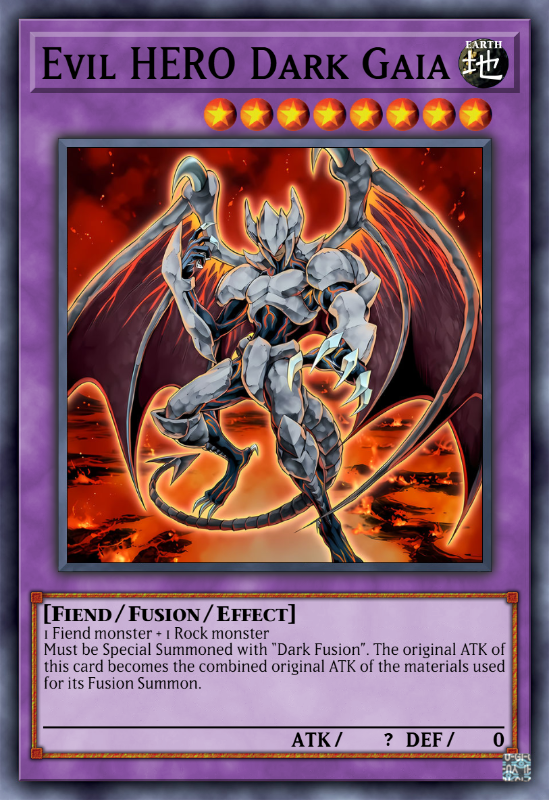 Evil HERO Dark Gaia
EARTH
地
[Fiend/Fusion/Effect]
1 Fiend monster + 1 Rock monster
Must be Special Summoned with "Dark Fusion". The original ATK of
this card becomes the combined original ATK of the materials used
for its Fusion Summon.
ATK/ ? DEF/ 0